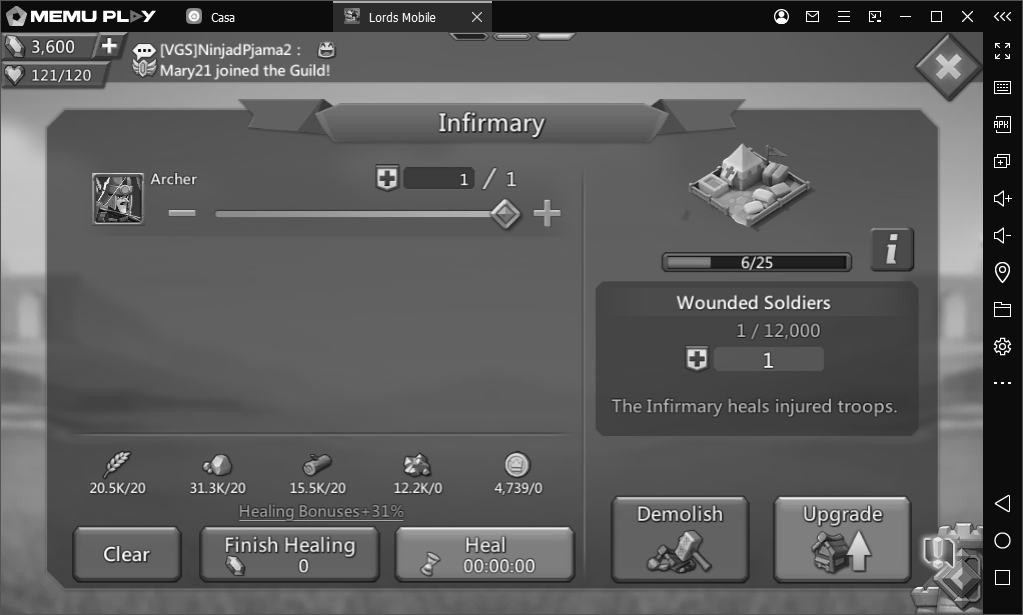 MEMU PLAY
Casa
Lords Mobile
3,600
121/120
[VGS]NinjadPjama2 :
Mary21 joined the Guild!
APK
Infirmary
Archer
1 / 1
6/25
i
Wounded Soldiers
1 / 12,000
1
The Infirmary heals injured troops.
20.5K/20
31.3K/20
15.5K/20
12.2K/0
4,739/0
Healing Bonuses+31%
Clear
Finish Healing
0
Heal
00:00:00
Demolish
Upgrade